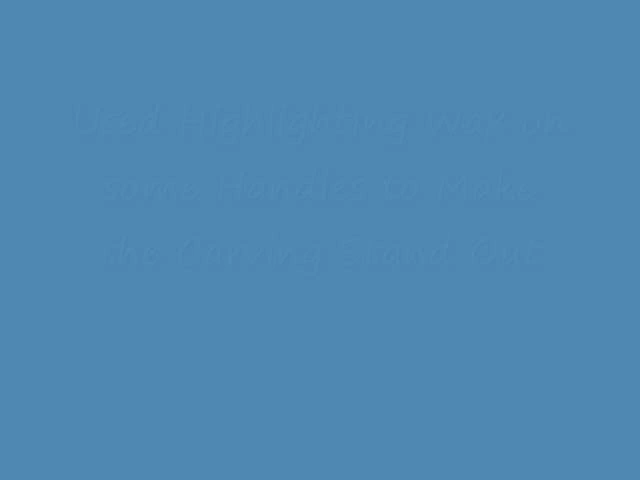 Used Highlighting Wax on
some Handles to Make
the Carving Stand Out